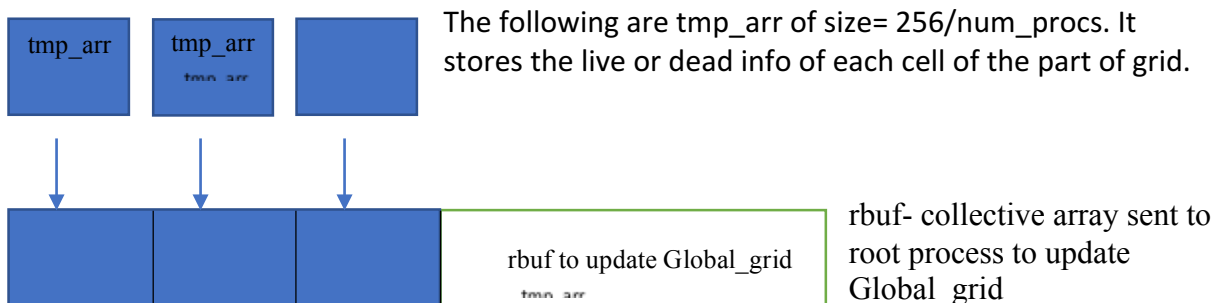 The following are tmp_arr of size= 256/num_procs. It
stores the live or dead info of each cell of the part of grid.
tmp_arr
tmp_arr
tmp_arr
rbuf- collective array sent to
root process to update
Global_grid
rbuf to update Global_grid
tmp_arr